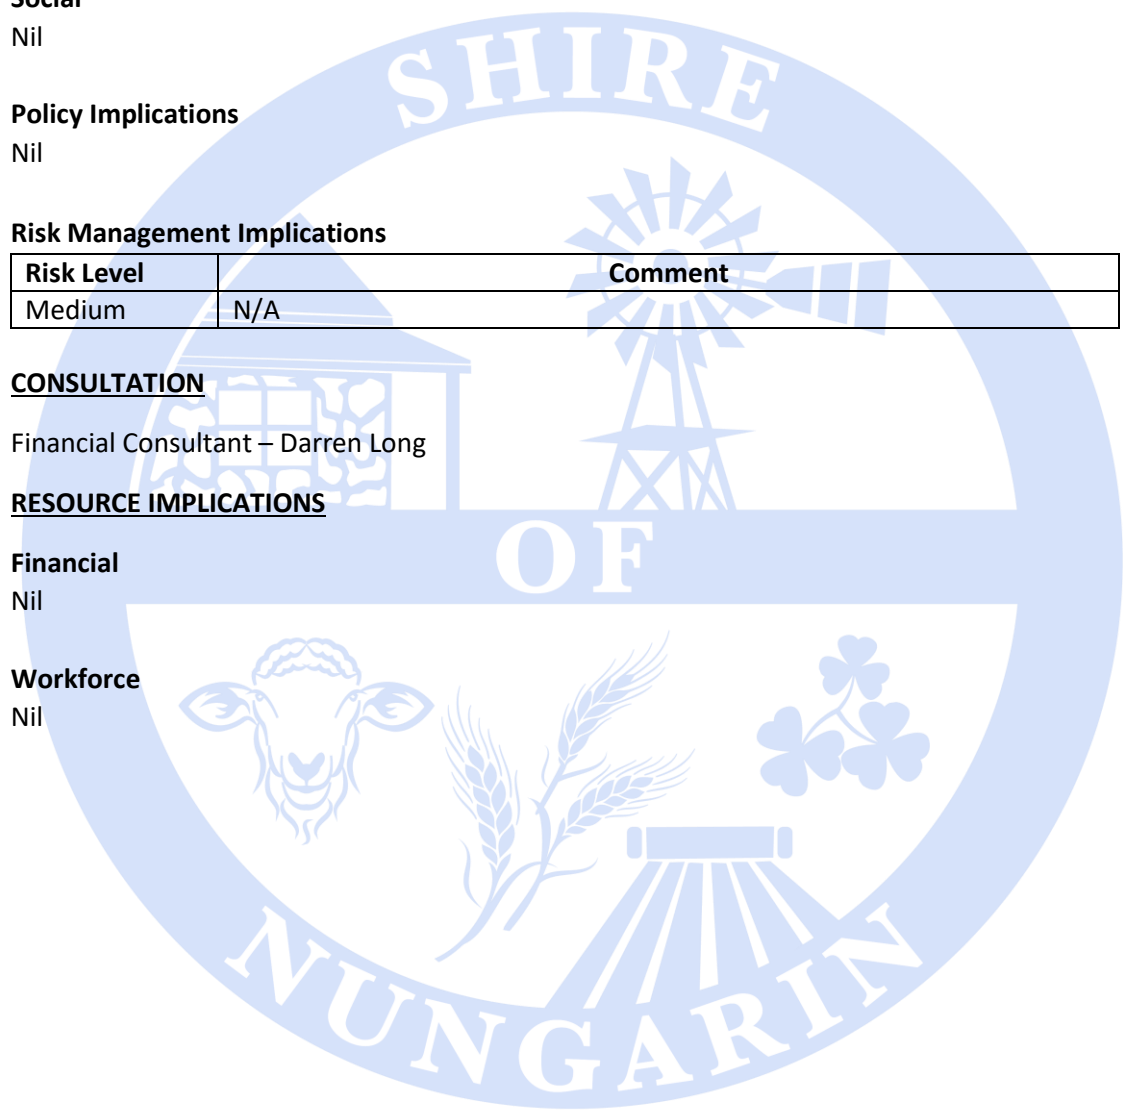 Social
Nil
Policy Implications
Nil
Risk Management Implications
Risk Level Comment
Medium N/A
CONSULTATION
Financial Consultant – Darren Long
RESOURCE IMPLICATIONS
Financial
Nil
Workforce
Nil
SHIRE
OF
NUNGARIN